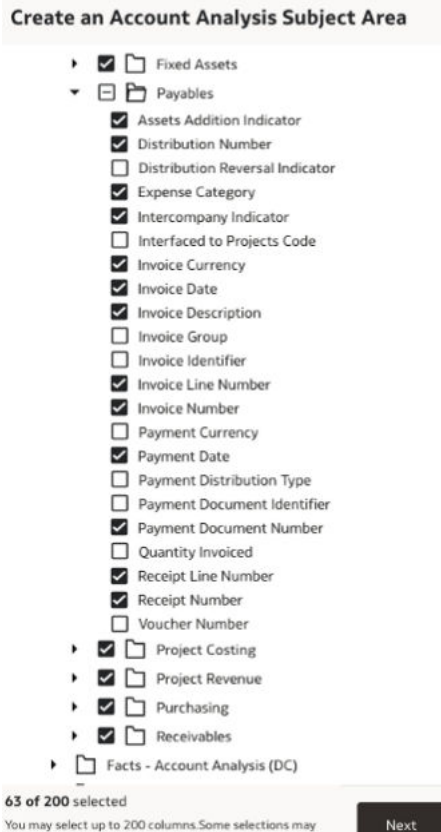 Create an Account Analysis Subject Area
Fixed Assets
Payables
Assets Addition Indicator
Distribution Number
Distribution Reversal Indicator
Expense Category
Intercompany Indicator
Interfaced to Projects Code
Invoice Currency
Invoice Date
Invoice Description
Invoice Group
Invoice Identifier
Invoice Line Number
Invoice Number
Payment Currency
Payment Date
Payment Distribution Type
Payment Document Identifier
Payment Document Number
Quantity Invoiced
Receipt Line Number
Receipt Number
Voucher Number
Project Costing
Project Revenue
Purchasing
Receivables
Facts - Account Analysis (DC)
63 of 200 selected
You may select up to 200 columns.Some selections may
Next